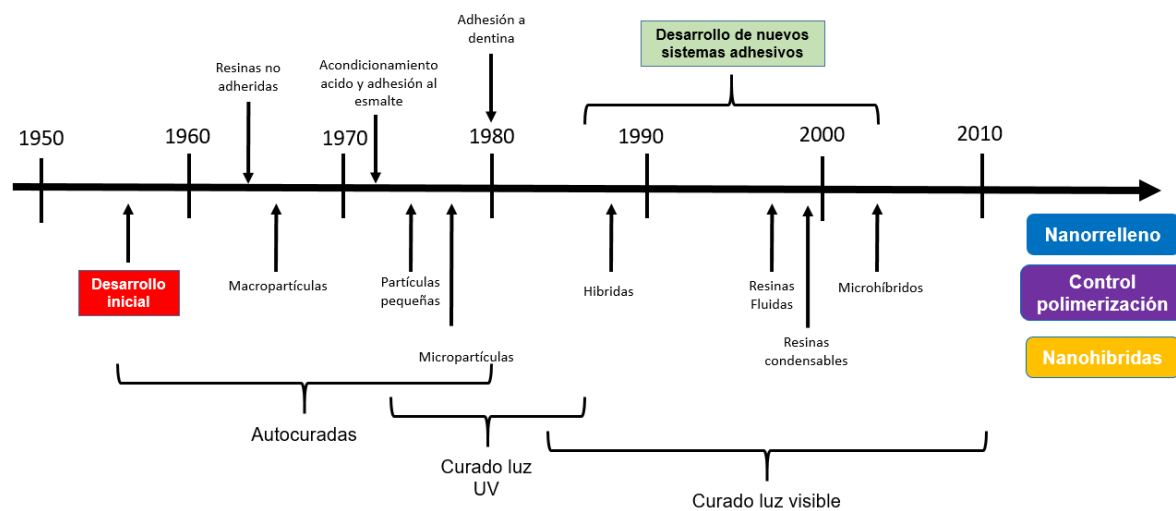 Adhesión a
dentina
Desarrollo de nuevos
sistemas adhesivos
Resinas no
adheridas
Acondicionamiento
acido y adhesión al
esmalte
1950
1960
1970
1980
1990
2000
2010
Desarrollo
inicial
Macropartículas
Partículas
pequeñas
Micropartículas
Hibridas
Resinas
Fluidas
Resinas
condensables
Microhíbridos
Nanorrelleno
Control
polimerización
Nanohibridas
Autocuradas
Curado luz
UV
Curado luz visible